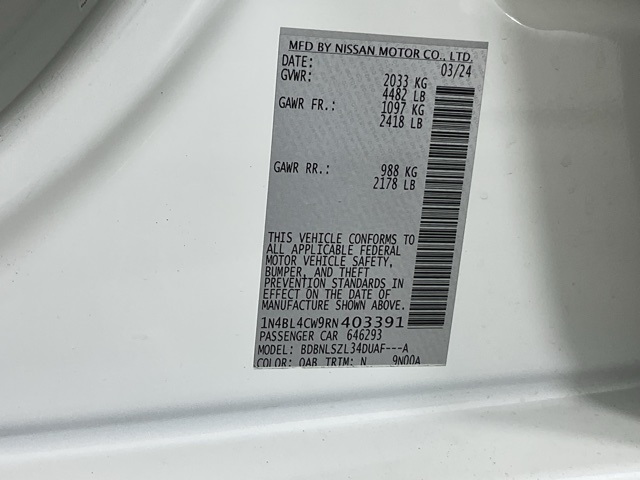 MFD BY NISSAN MOTOR CO., LTD.
DATE: 03/24
GVWR: 2033 KG
4482 LB
GAWR FR.: 1097 KG
2418 LB
GAWR RR.: 988 KG
2178 LB
THIS VEHICLE CONFORMS TO
ALL APPLICABLE FEDERAL
MOTOR VEHICLE SAFETY,
BUMPER, AND THEFT
PREVENTION STANDARDS IN
EFFECT ON THE DATE OF
MANUFACTURE SHOWN ABOVE.
1N4BL4CW9RN403391
PASSENGER CAR 646293
MODEL: BDBNLSZL34DUAF---A
COLOR: QAB TRIM: N 9N00A